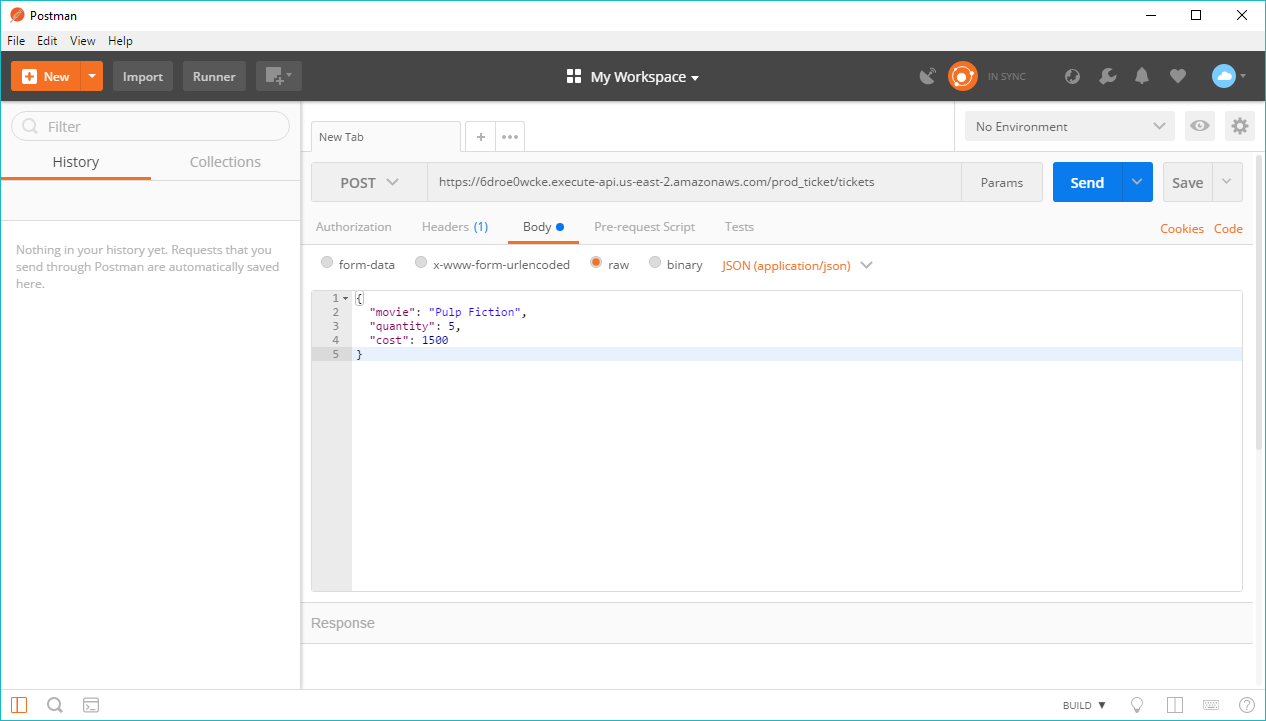 Postman
File Edit View Help
New Import Runner My Workspace IN SYNC
Filter
History Collections
Nothing in your history yet. Requests that you
send through Postman are automatically saved
here.
New Tab + ••• No Environment
POST https://6droe0wcke.execute-api.us-east-2.amazonaws.com/prod_ticket/tickets Params Send Save
Authorization Headers (1) Body Pre-request Script Tests Cookies Code
form-data x-www-form-urlencoded raw binary JSON (application/json)
1 {
2 "movie": "Pulp Fiction",
3 "quantity": 5,
4 "cost": 1500
5 }
Response
BUILD ▼